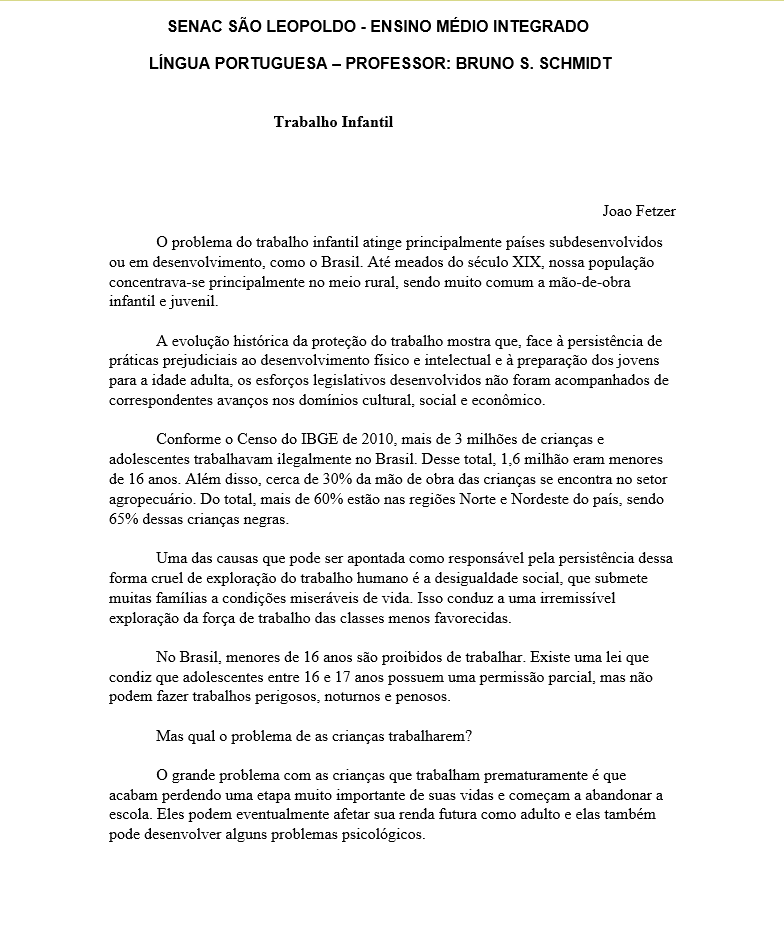 SENAC SÃO LEOPOLDO - ENSINO MÉDIO INTEGRADO
LÍNGUA PORTUGUESA – PROFESSOR: BRUNO S. SCHMIDT
Trabalho Infantil
Joao Fetzer
O problema do trabalho infantil atinge principalmente países subdesenvolvidos
ou em desenvolvimento, como o Brasil. Até meados do século XIX, nossa população
concentrava-se principalmente no meio rural, sendo muito comum a mão-de-obra
infantil e juvenil.
A evolução histórica da proteção do trabalho mostra que, face à persistência de
práticas prejudiciais ao desenvolvimento físico e intelectual e à preparação dos jovens
para a idade adulta, os esforços legislativos desenvolvidos não foram acompanhados de
correspondentes avanços nos domínios cultural, social e econômico.
Conforme o Censo do IBGE de 2010, mais de 3 milhões de crianças e
adolescentes trabalhavam ilegalmente no Brasil. Desse total, 1,6 milhão eram menores
de 16 anos. Além disso, cerca de 30% da mão de obra das crianças se encontra no setor
agropecuário. Do total, mais de 60% estão nas regiões Norte e Nordeste do país, sendo
65% dessas crianças negras.
Uma das causas que pode ser apontada como responsável pela persistência dessa
forma cruel de exploração do trabalho humano é a desigualdade social, que submete
muitas famílias a condições miseráveis de vida. Isso conduz a uma irremissível
exploração da força de trabalho das classes menos favorecidas.
No Brasil, menores de 16 anos são proibidos de trabalhar. Existe uma lei que
condiz que adolescentes entre 16 e 17 anos possuem uma permissão parcial, mas não
podem fazer trabalhos perigosos, noturnos e penosos.
Mas qual o problema de as crianças trabalharem?
O grande problema com as crianças que trabalham prematuramente é que
acabam perdendo uma etapa muito importante de suas vidas e começam a abandonar a
escola. Eles podem eventualmente afetar sua renda futura como adulto e elas também
pode desenvolver alguns problemas psicológicos.